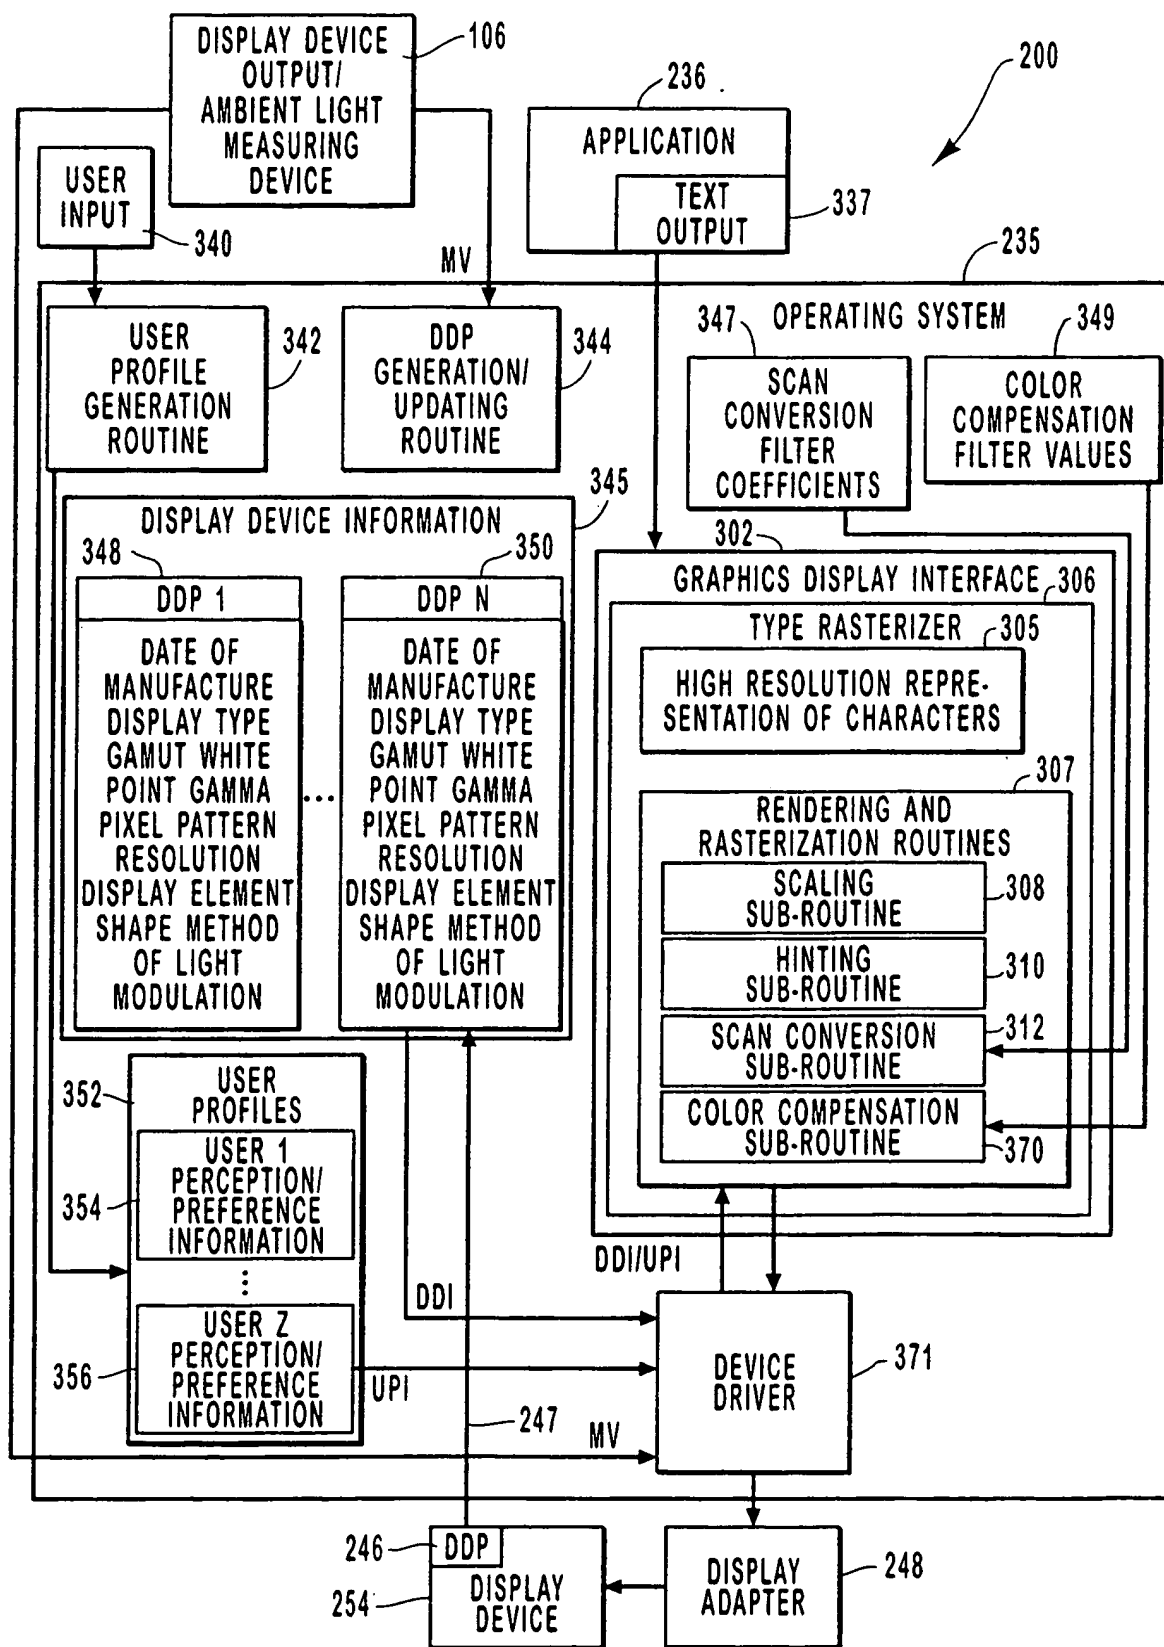 DISPLAY DEVICE
OUTPUT/
AMBIENT LIGHT
MEASURING
DEVICE
106
236
200
APPLICATION
TEXT
OUTPUT
337
USER
INPUT
340
MV
235
OPERATING SYSTEM
USER
PROFILE
GENERATION
ROUTINE
342
DDP
GENERATION/
UPDATING
ROUTINE
344
347
SCAN
CONVERSION
FILTER
COEFFICIENTS
349
COLOR
COMPENSATION
FILTER VALUES
345
DISPLAY DEVICE INFORMATION
348
DDP 1
DATE OF
MANUFACTURE
DISPLAY TYPE
GAMUT WHITE
POINT GAMMA
PIXEL PATTERN
RESOLUTION
DISPLAY ELEMENT
SHAPE METHOD
OF LIGHT
MODULATION
...
350
DDP N
DATE OF
MANUFACTURE
DISPLAY TYPE
GAMUT WHITE
POINT GAMMA
PIXEL PATTERN
RESOLUTION
DISPLAY ELEMENT
SHAPE METHOD
OF LIGHT
MODULATION
302
GRAPHICS DISPLAY INTERFACE
306
TYPE RASTERIZER
305
HIGH RESOLUTION REPRE-
SENTATION OF CHARACTERS
307
RENDERING AND
RASTERIZATION ROUTINES
SCALING
SUB-ROUTINE
308
HINTING
SUB-ROUTINE
310
SCAN CONVERSION
SUB-ROUTINE
312
COLOR COMPENSATION
SUB-ROUTINE
370
352
USER
PROFILES
354
USER 1
PERCEPTION/
PREFERENCE
INFORMATION
...
356
USER Z
PERCEPTION/
PREFERENCE
INFORMATION
DDI
UPI
247
MV
DDI/UPI
DEVICE
DRIVER
371
246
DDP
254
DISPLAY
DEVICE
DISPLAY
ADAPTER
248